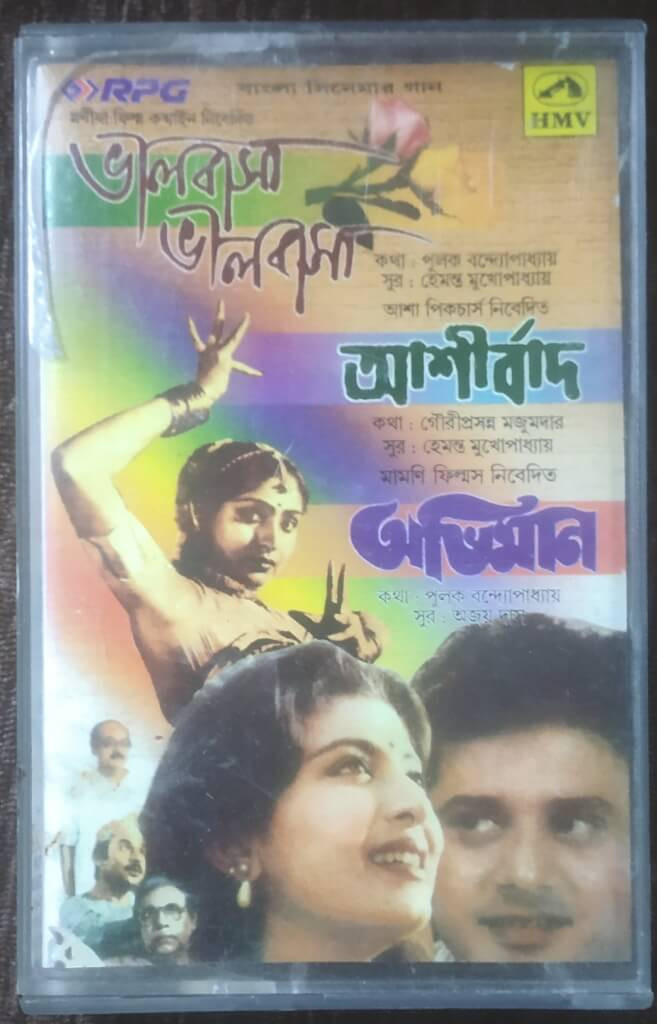 RPG
বাংলা সিনেমার গান
HMV
মণীষা ফিল্ম কম্বাইন নিবেদিত
ভালবাসা
ভালবাসা
কথা : পুলক বন্দ্যোপাধ্যায়
সুর : হেমন্ত মুখোপাধ্যায়
আশা পিকচার্স নিবেদিত
আশীর্বাদ
কথা : গৌরীপ্রসন্ন মজুমদার
সুর : হেমন্ত মুখোপাধ্যায়
মামণি ফিল্মস নিবেদিত
অভিমান
কথা : পুলক বন্দ্যোপাধ্যায়
সুর : অজয় দাস